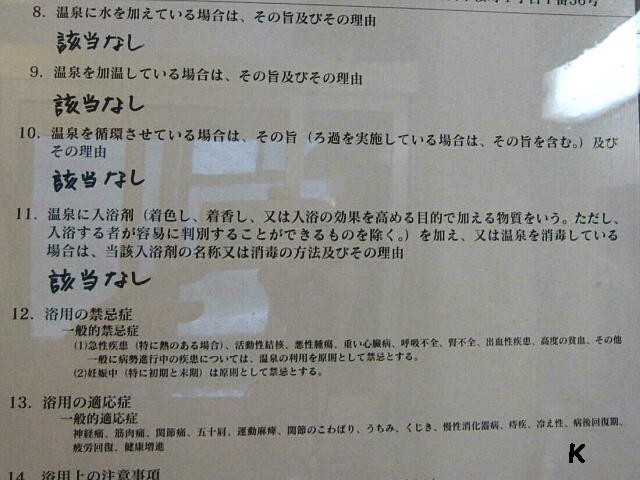 8. 温泉に水を加えている場合は、その旨及びその理由
該当なし
9. 温泉を加温している場合は、その旨及びその理由
該当なし
10. 温泉を循環させている場合は、その旨（ろ過を実施している場合は、その旨を含む。）及び
その理由
該当なし
11. 温泉に入浴剤（着色し、着香し、又は入浴の効果を高める目的で加える物質をいう。ただし、
入浴する者が容易に判別することができるものを除く。）を加え、又は温泉を消毒している
場合は、当該入浴剤の名称又は消毒の方法及びその理由
該当なし
12. 浴用の禁忌症
一般的禁忌症
(1)急性疾患（特に熱のある場合）、活動性結核、悪性腫瘍、重い心臓病、呼吸不全、腎不全、出血性疾患、高度の貧血、その他
一般に病勢進行中の疾患については、温泉の利用を原則として禁忌とする。
(2)妊娠中（特に初期と末期）は原則として禁忌とする。
13. 浴用の適応症
一般的適応症
神経痛、筋肉痛、関節痛、五十肩、運動麻痺、関節のこわばり、うちみ、くじき、慢性消化器病、痔疾、冷え性、病後回復期、
疲労回復、健康増進
14. 浴用上の注意事項
K